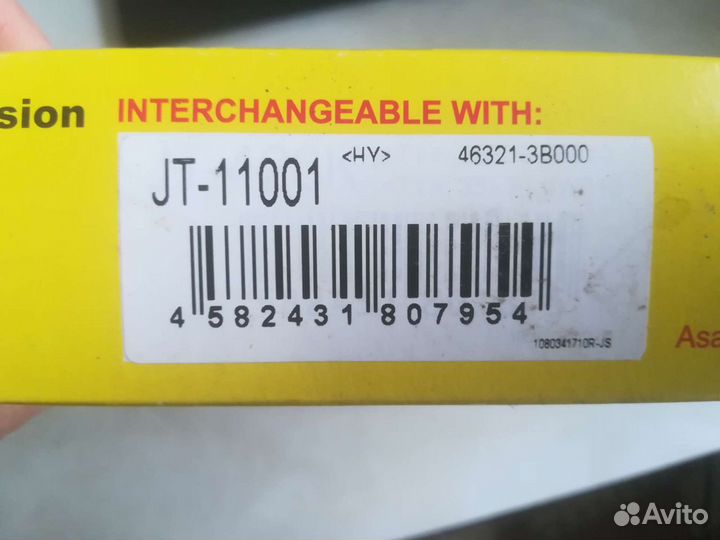 sion INTERCHANGEABLE WITH:
<HY> 46321-3B000
JT-11001
4 582431 807954
1080341710R-JS
Asa
Avito